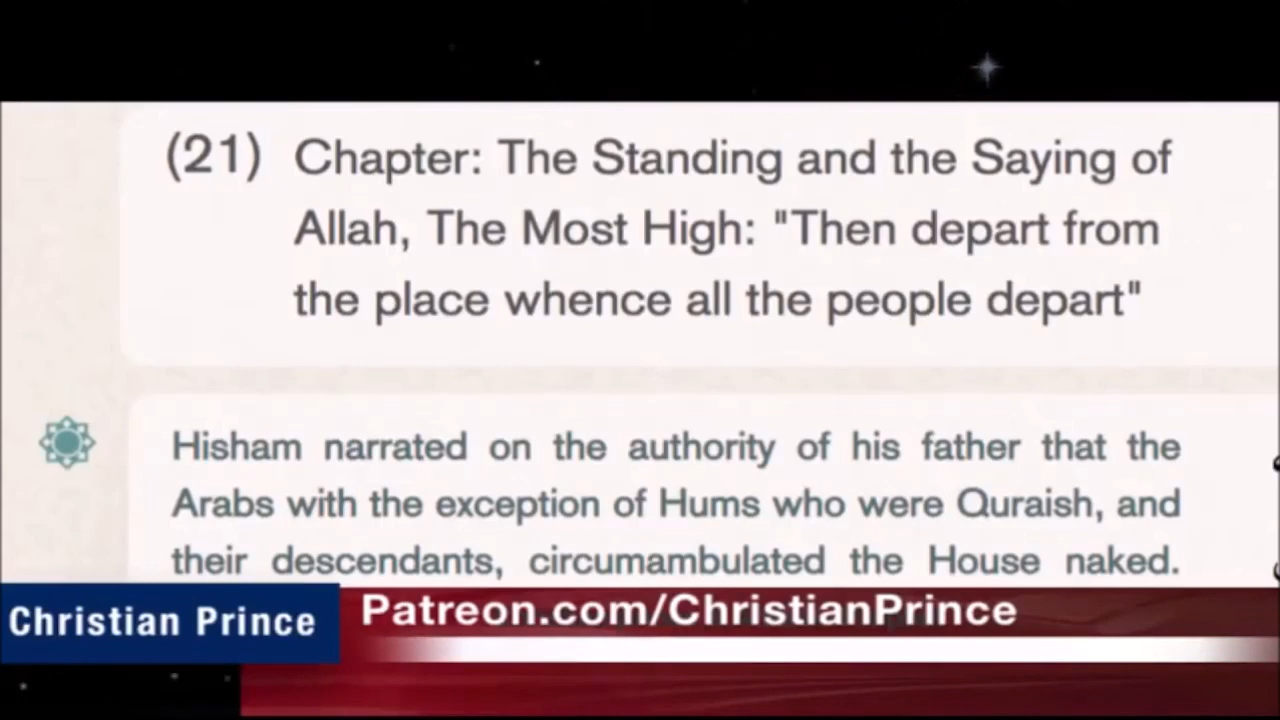 (21) Chapter: The Standing and the Saying of
Allah, The Most High: "Then depart from
the place whence all the people depart"
Hisham narrated on the authority of his father that the
Arabs with the exception of Hums who were Quraish, and
their descendants, circumambulated the House naked.
Christian Prince
Patreon.com/ChristianPrince